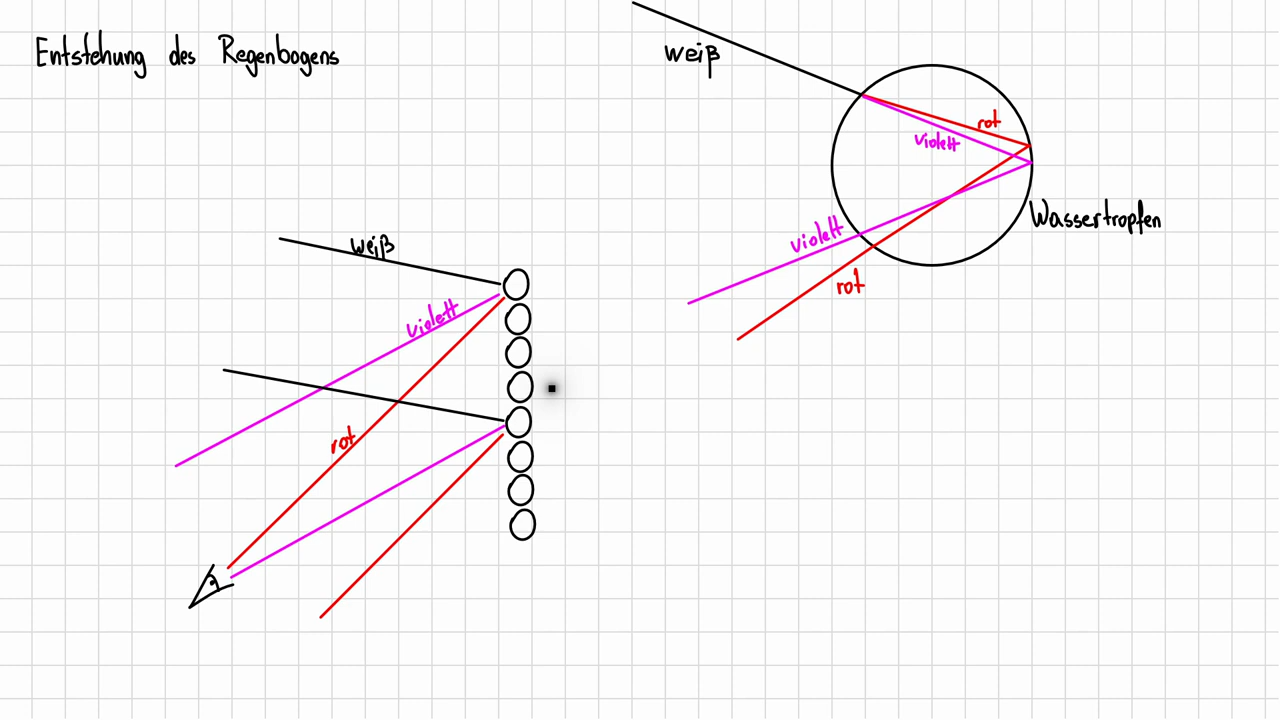 Entstehung des Regenbogens
weiß
rot
violett
Wassertropfen
violett
rot
weiß
violett
rot